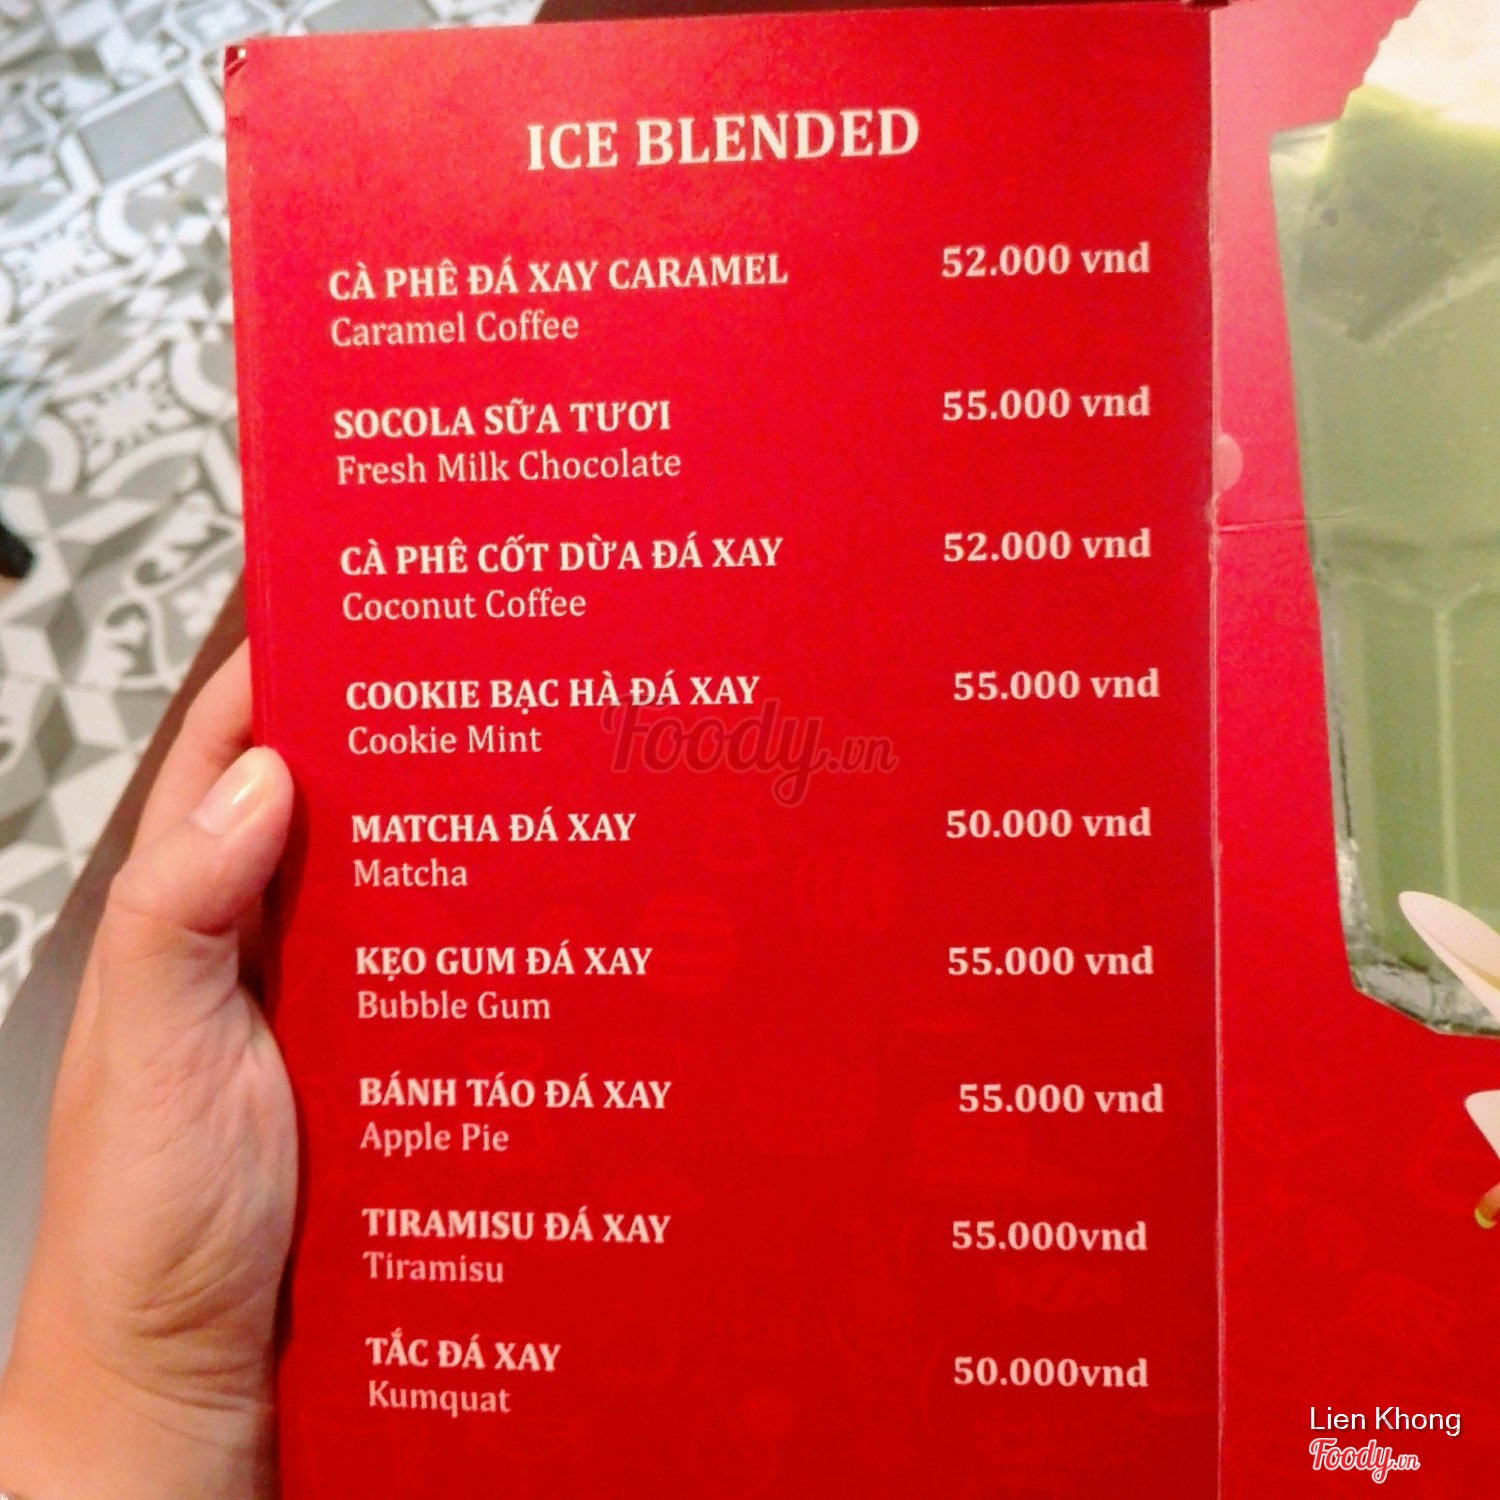 ICE BLENDED
CÀ PHÊ ĐÁ XAY CARAMEL 52.000 vnd
Caramel Coffee
SOCOLA SỮA TƯƠI 55.000 vnd
Fresh Milk Chocolate
CÀ PHÊ CỐT DỪA ĐÁ XAY 52.000 vnd
Coconut Coffee
COOKIE BẠC HÀ ĐÁ XAY 55.000 vnd
Cookie Mint
Foody.vn
MATCHA ĐÁ XAY 50.000 vnd
Matcha
KẸO GUM ĐÁ XAY 55.000 vnd
Bubble Gum
BÁNH TÁO ĐÁ XAY 55.000 vnd
Apple Pie
TIRAMISU ĐÁ XAY 55.000vnd
Tiramisu
TẮC ĐÁ XAY 50.000vnd
Kumquat
Lien Khong
Foody.vn